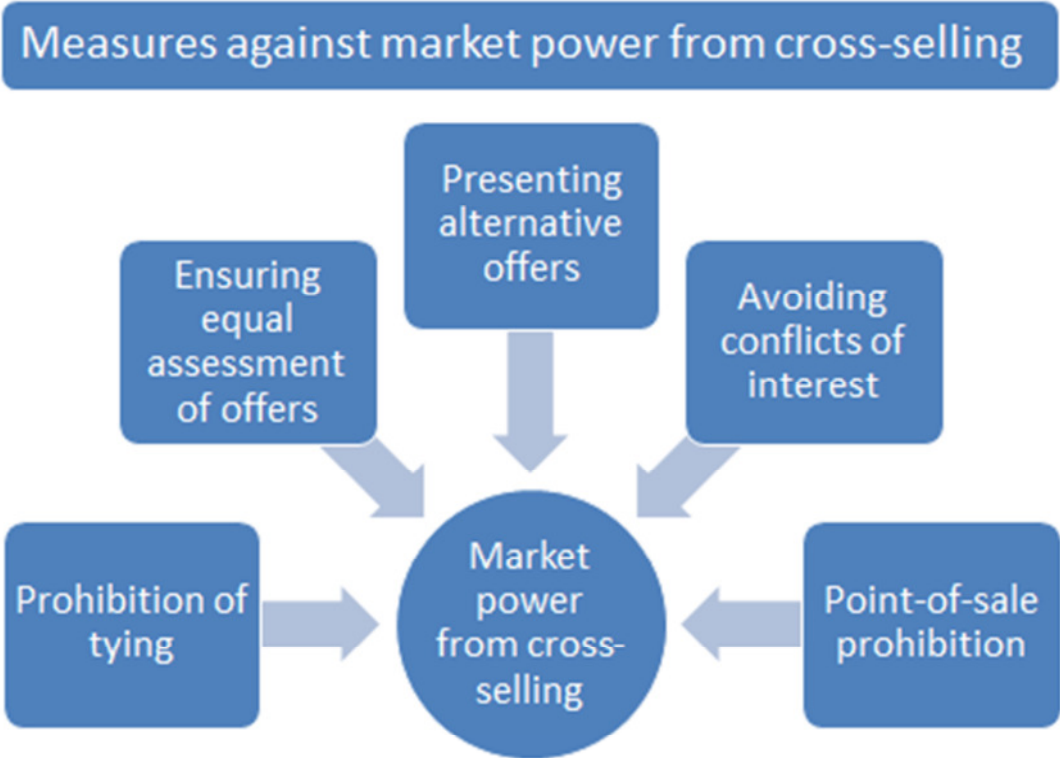 Measures against market power from cross-selling
Presenting
alternative
offers
Ensuring
equal
assessment
of offers
Avoiding
conflicts of
interest
Prohibition of
tying
Market
power
from cross-
selling
Point-of-sale
prohibition